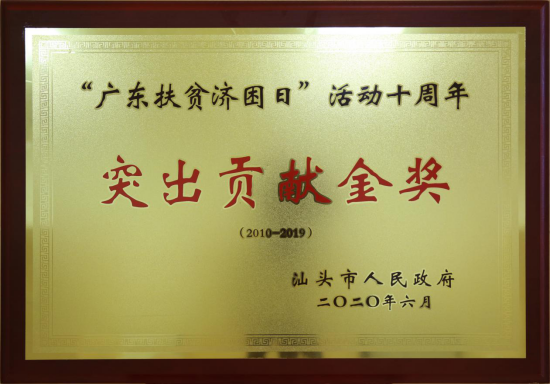 “广东扶贫济困日”活动十周年
突出贡献金奖
（2010-2019）
汕头市人民政府
二〇二〇年六月